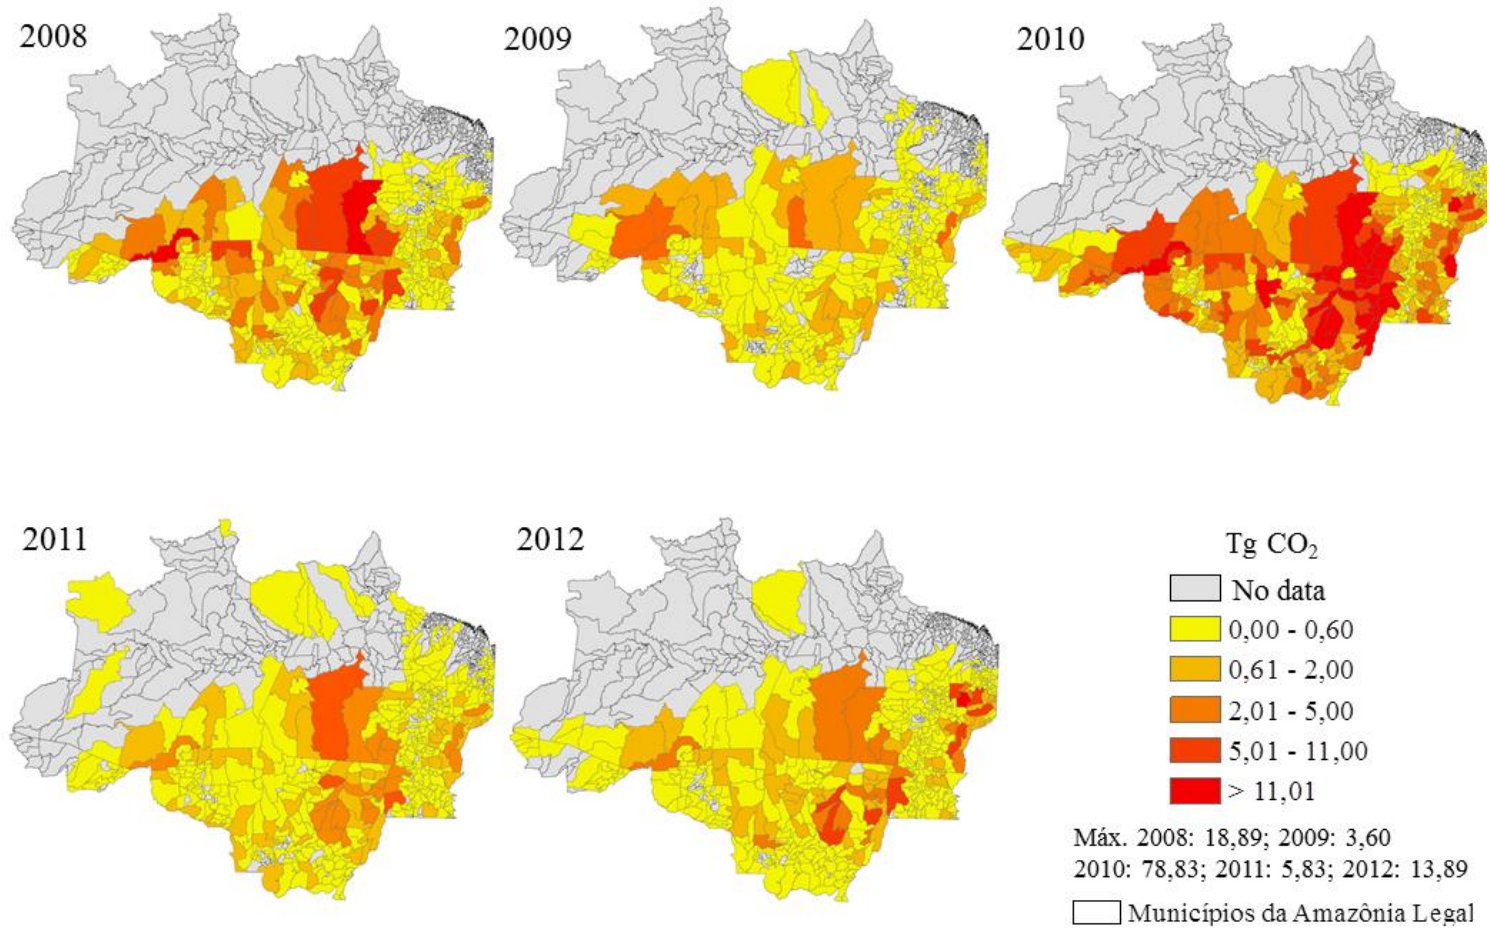 2008
2009
2010
2011
2012
Tg CO₂
No data
0,00 - 0,60
0,61 - 2,00
2,01 - 5,00
5,01 - 11,00
> 11,01
Máx. 2008: 18,89; 2009: 3,60
2010: 78,83; 2011: 5,83; 2012: 13,89
Municípios da Amazônia Legal